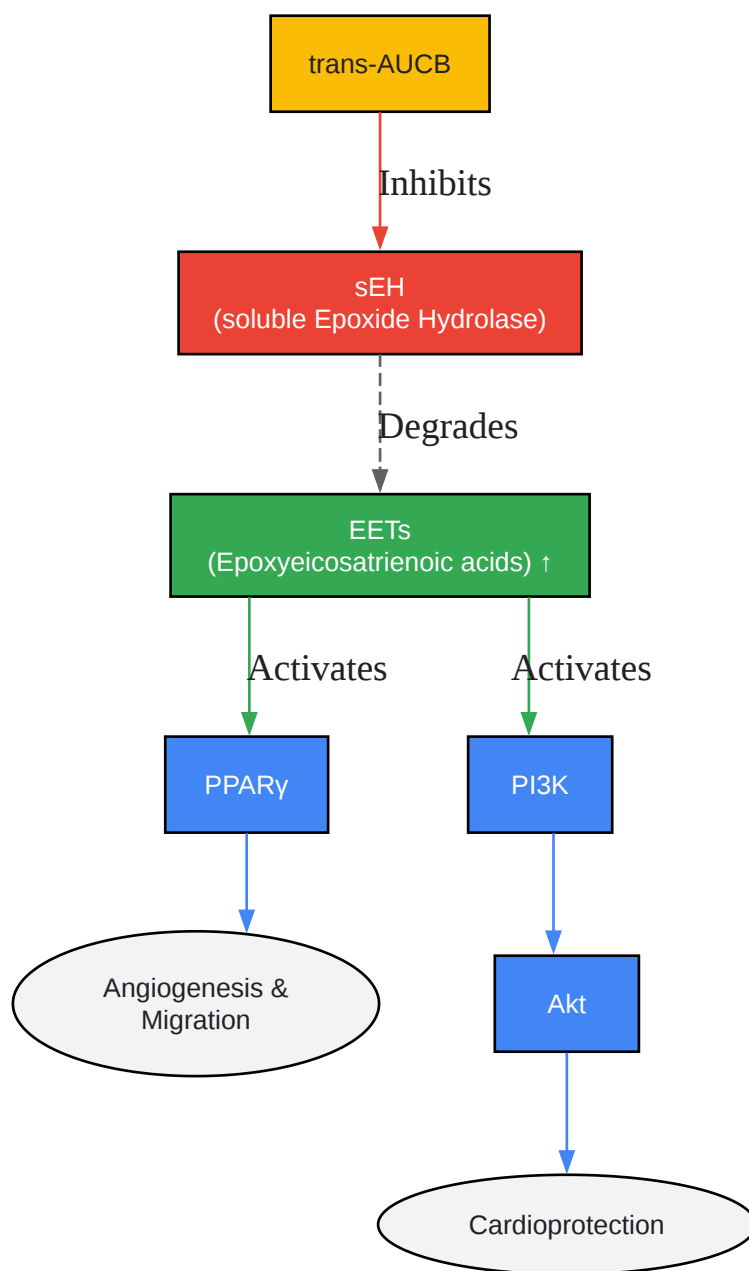 trans-AUCB
Inhibits
sEH
(soluble Epoxide Hydrolase)
Degrades
EETs
(Epoxyeicosatrienoic acids) ↑
Activates
Activates
PPARγ
PI3K
Angiogenesis &
Migration
Akt
Cardioprotection